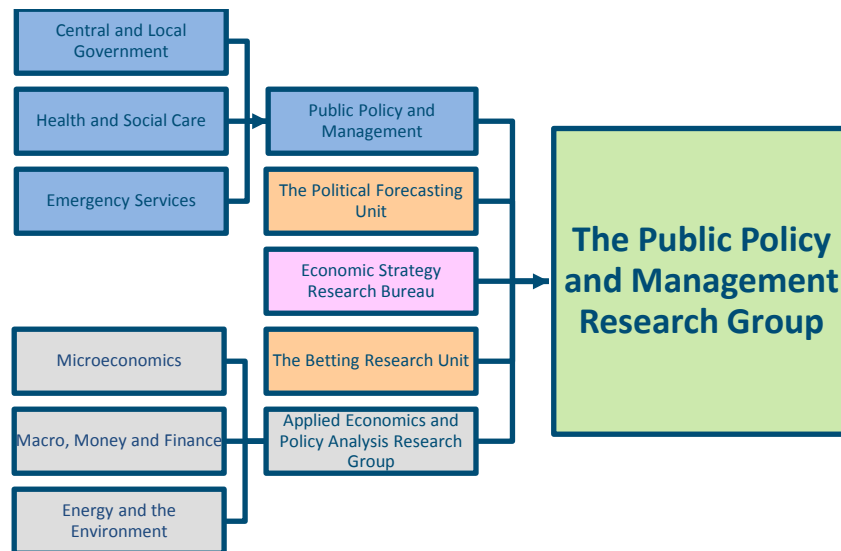 Central and Local
Government
Health and Social Care
Emergency Services
Public Policy and
Management
The Political Forecasting
Unit
Economic Strategy
Research Bureau
The Betting Research Unit
Applied Economics and
Policy Analysis Research
Group
Microeconomics
Macro, Money and Finance
Energy and the
Environment
The Public Policy
and Management
Research Group